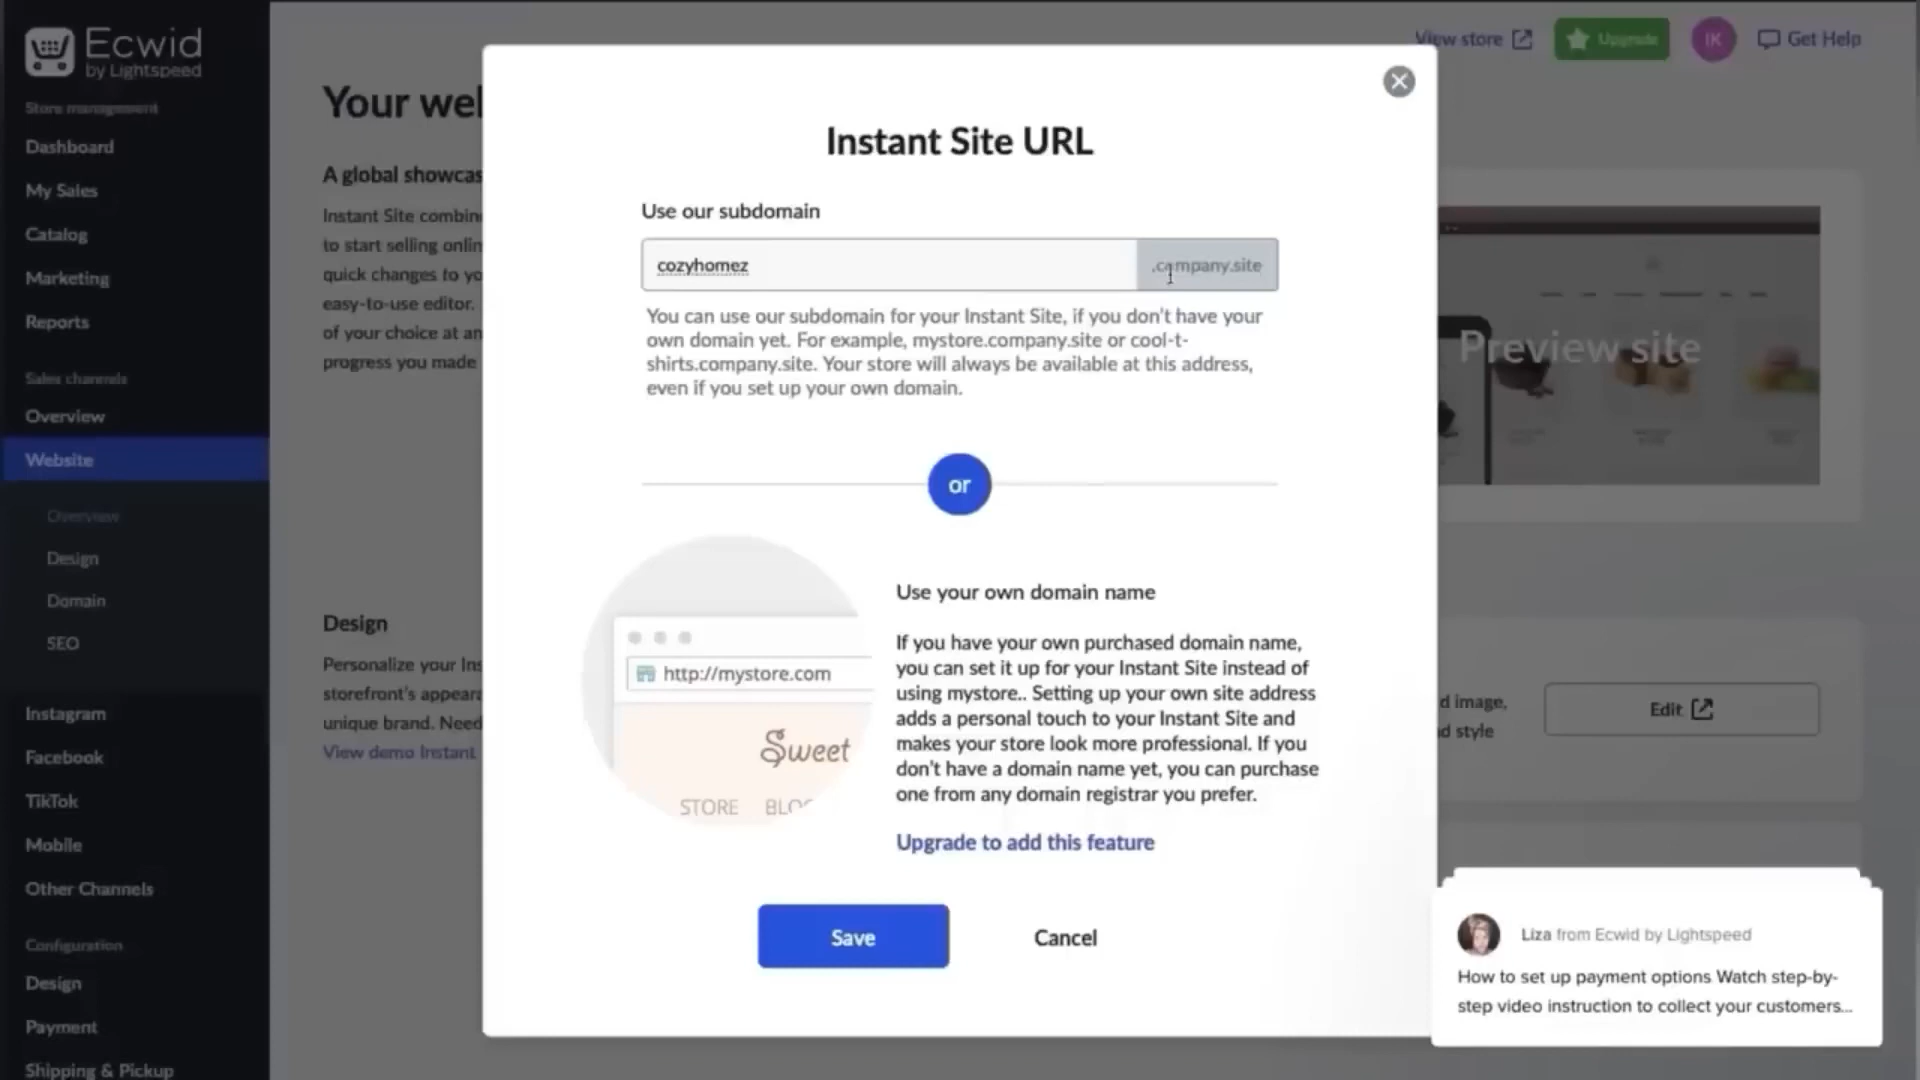 Ecwid
by Lightspeed
Store management
Dashboard
My Sales
Catalog
Marketing
Reports
Sales channels
Overview
Website
Overview
Design
Domain
SEO
Instagram
Facebook
TikTok
Mobile
Other Channels
Configuration
Design
Payment
Shipping & Pickup
View store
Upgrade
IK
Get Help
Your wel
A global showcas
Instant Site combin
to start selling onlin
quick changes to yo
easy-to-use editor.
of your choice at an
progress you made
Design
Personalize your Ins
storefront's appear
unique brand. Need
View demo Instant
Instant Site URL
Use our subdomain
cozyhomez
.company.site
You can use our subdomain for your Instant Site, if you don't have your
own domain yet. For example, mystore.company.site or cool-t-
shirts.company.site. Your store will always be available at this address,
even if you set up your own domain.
or
http://mystore.com
Sweet
STORE BLOG
Use your own domain name
If you have your own purchased domain name,
you can set it up for your Instant Site instead of
using mystore.. Setting up your own site address
adds a personal touch to your Instant Site and
makes your store look more professional. If you
don't have a domain name yet, you can purchase
one from any domain registrar you prefer.
Upgrade to add this feature
Save
Cancel
Preview site
d image,
d style
Edit
Liza from Ecwid by Lightspeed
How to set up payment options Watch step-by-
step video instruction to collect your customers...